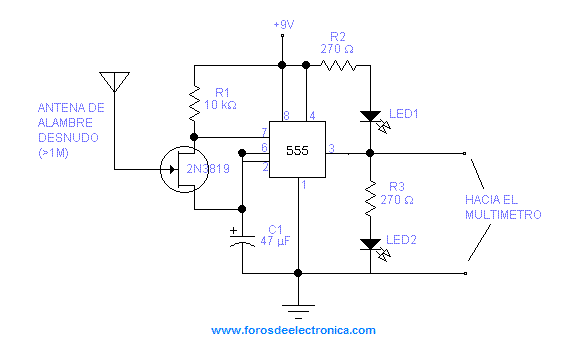 +9V
R2
270 Ω
R1
10 kΩ
ANTENA DE
ALAMBRE
DESNUDO
(>1M)
8
4
LED1
7
6
2
555
3
1
2N3819
R3
270 Ω
HACIA EL
MULTIMETRO
C1
47 µF
+
LED2
www.forosdeelectronica.com